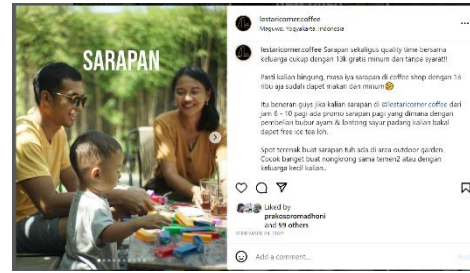 SARAPAN
lestaricorner.coffee
Maguwo, Yogyakarta, Indonesia
lestaricorner.coffee Sarapan sekaligus quality time bersama
keluarga cukup dengan 13k gratis minum dan tanpa syarat!!
Pasti kalian bingung, masa iya sarapan di coffee shop dengan 13
ribu aja sudah dapet makan dan minum
Itu beneran guys jika kalian sarapan di @lestaricorner.coffee dari
jam 6 - 10 pagi ada promo sarapan pagi yang dimana dengan
pembelian bubur ayam & lontong sayur padang kalian bakal
dapet free ice tea loh.
Spot terenak buat sarapan tuh ada di area outdoor garden.
Cocok banget buat nongkrong sama temen2 atau dengan
keluarga kecil kalian..
Liked by
prakosoromadhoni
and 59 others
SEPTEMBER
Add a comment...